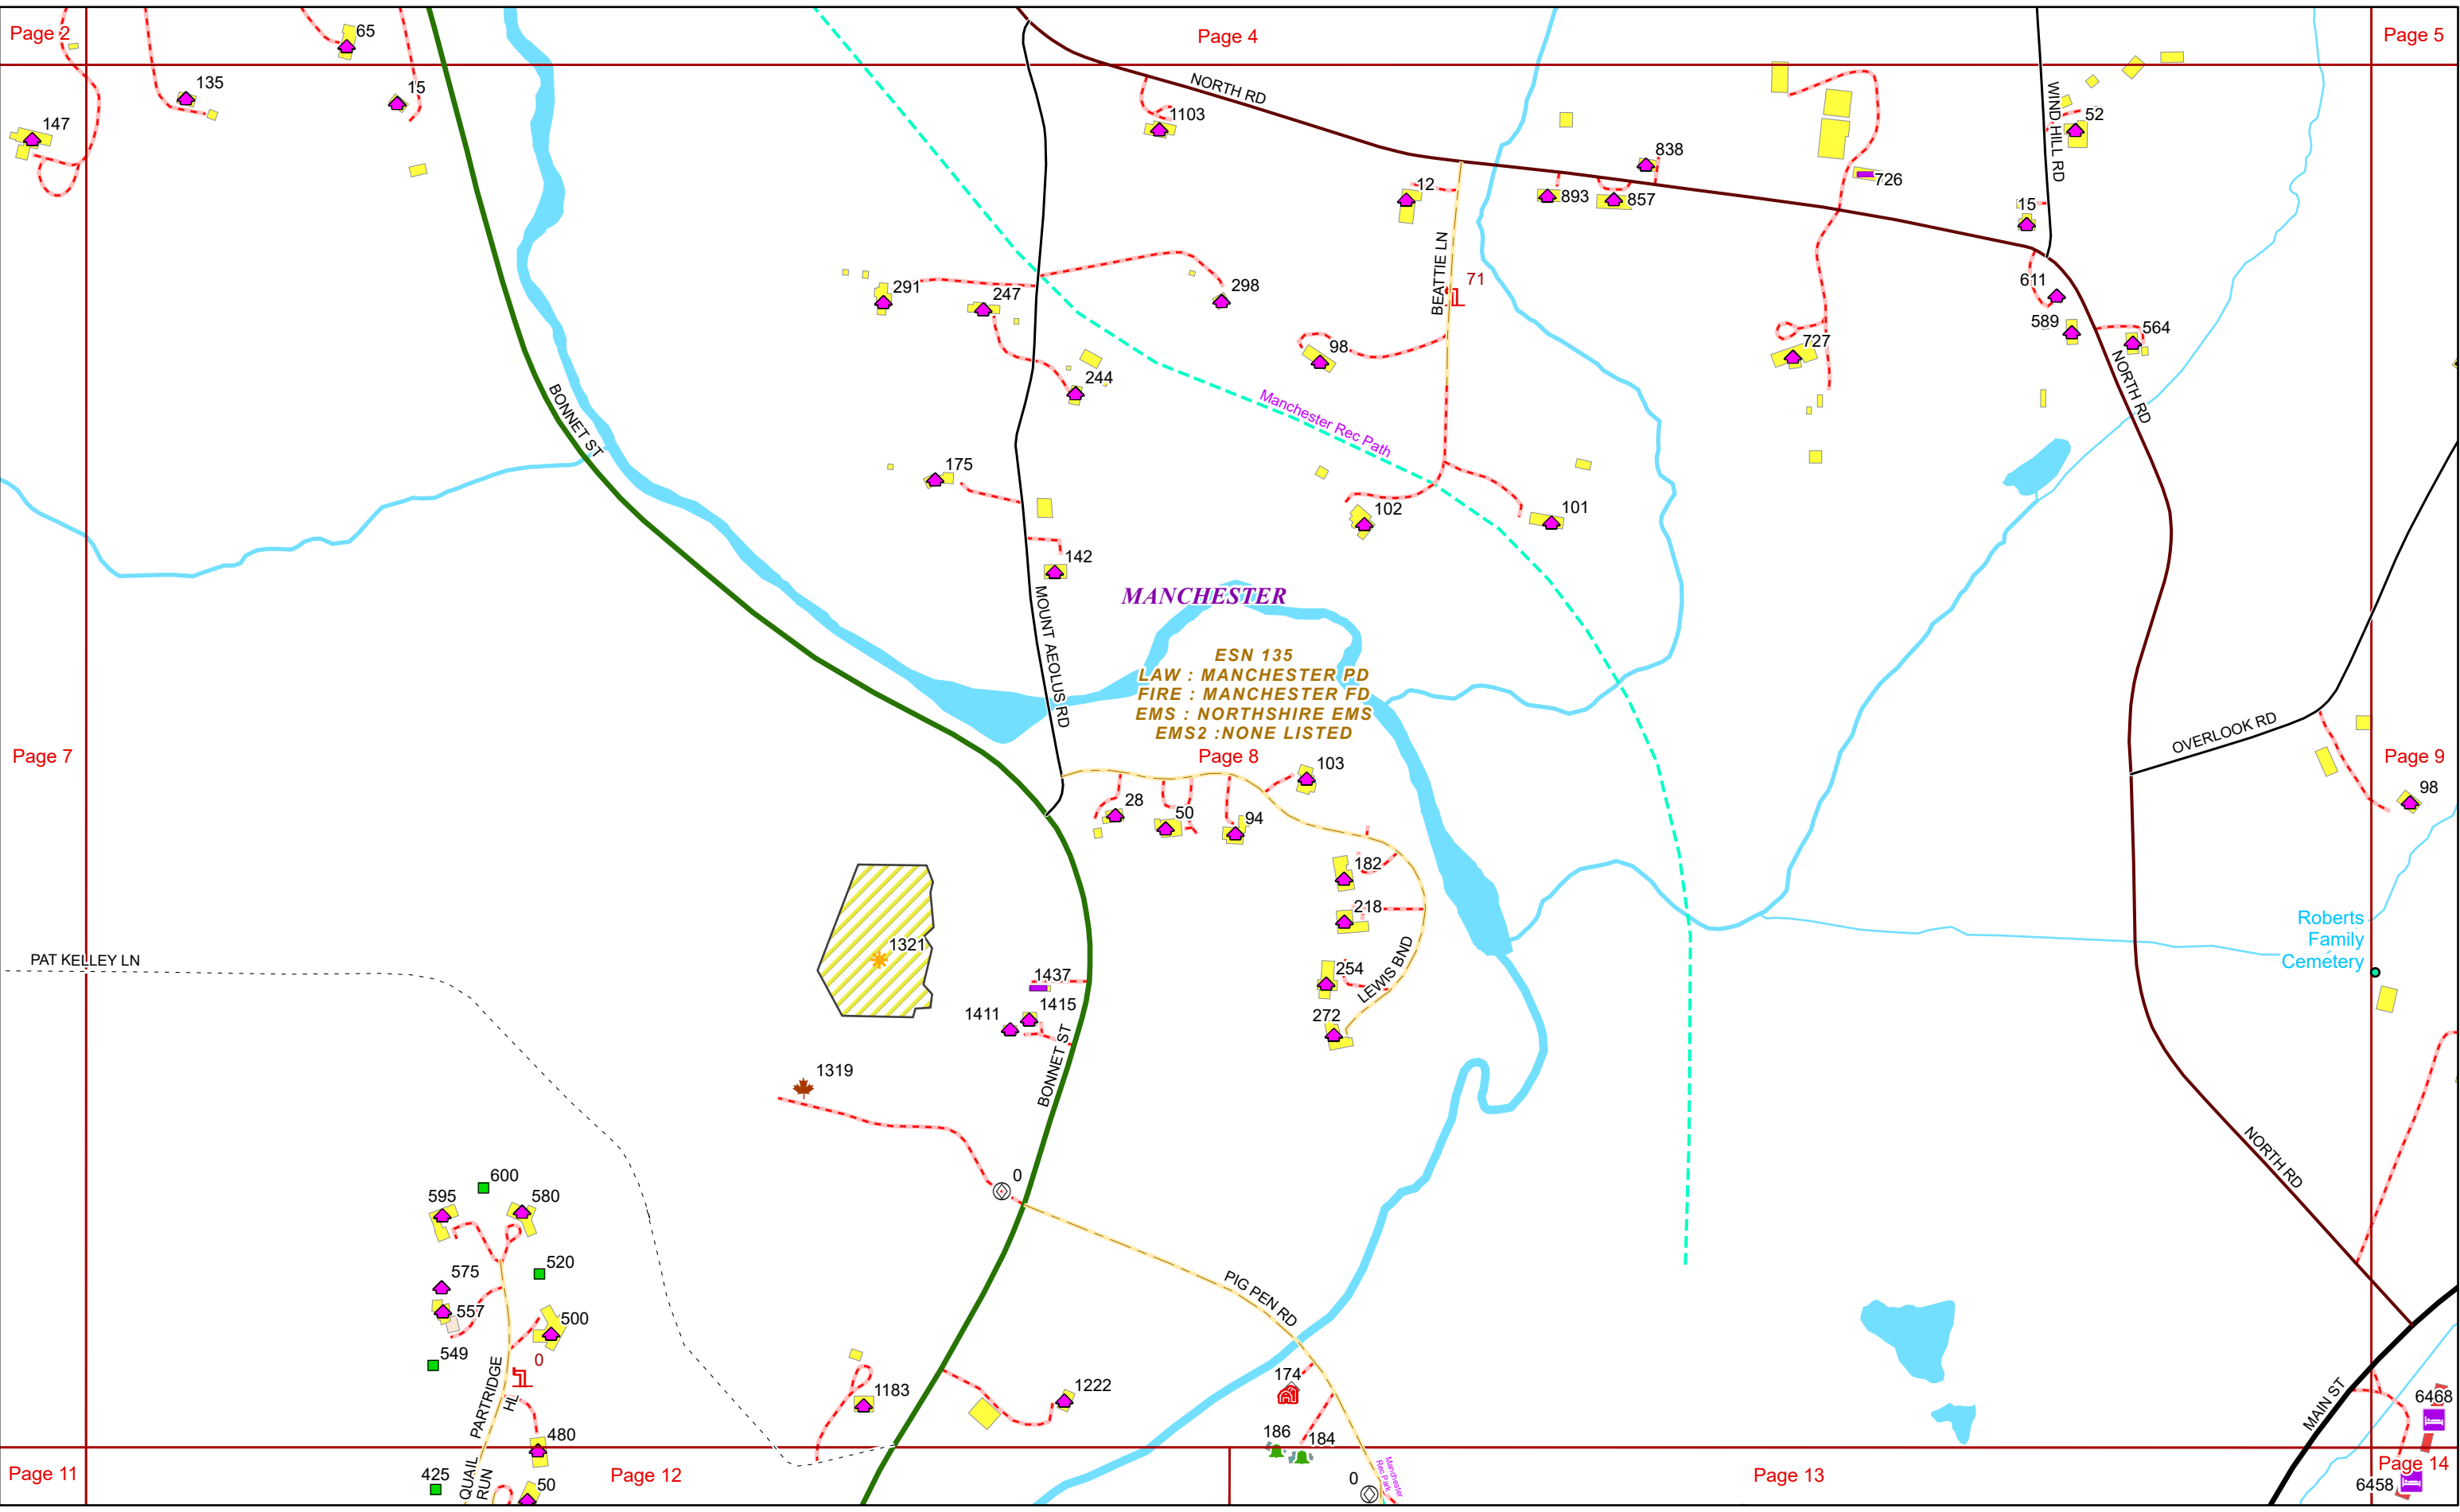 Page 2
65
Page 4
Page 5
135
15
147
NORTH RD
1103
WIND HILL RD
52
838
12
893
857
726
15
BEATTIE LN
71
291
247
298
611
589
564
98
727
244
NORTH RD
BONNET ST
Manchester Rec Path
175
102
101
142
MANCHESTER
MOUNT AEOLUS RD
ESN 135
LAW : MANCHESTER PD
FIRE : MANCHESTER FD
EMS : NORTHSHIRE EMS
EMS2 :NONE LISTED
Page 7
Page 8
OVERLOOK RD
Page 9
103
98
28
50
94
182
218
Roberts
Family
Cemetery
1321
PAT KELLEY LN
254
LEWIS BND
1437
1415
1411
272
BONNET ST
1319
NORTH RD
0
600
595
580
520
575
557
500
PIG PEN RD
549
0
PARTRIDGE
HL
174
1183
1222
MAIN ST
6468
480
186
184
Page 11
Page 12
Page 13
Page 14
425
QUAIL
RUN
50
0
Manchester
Rec Park
6458